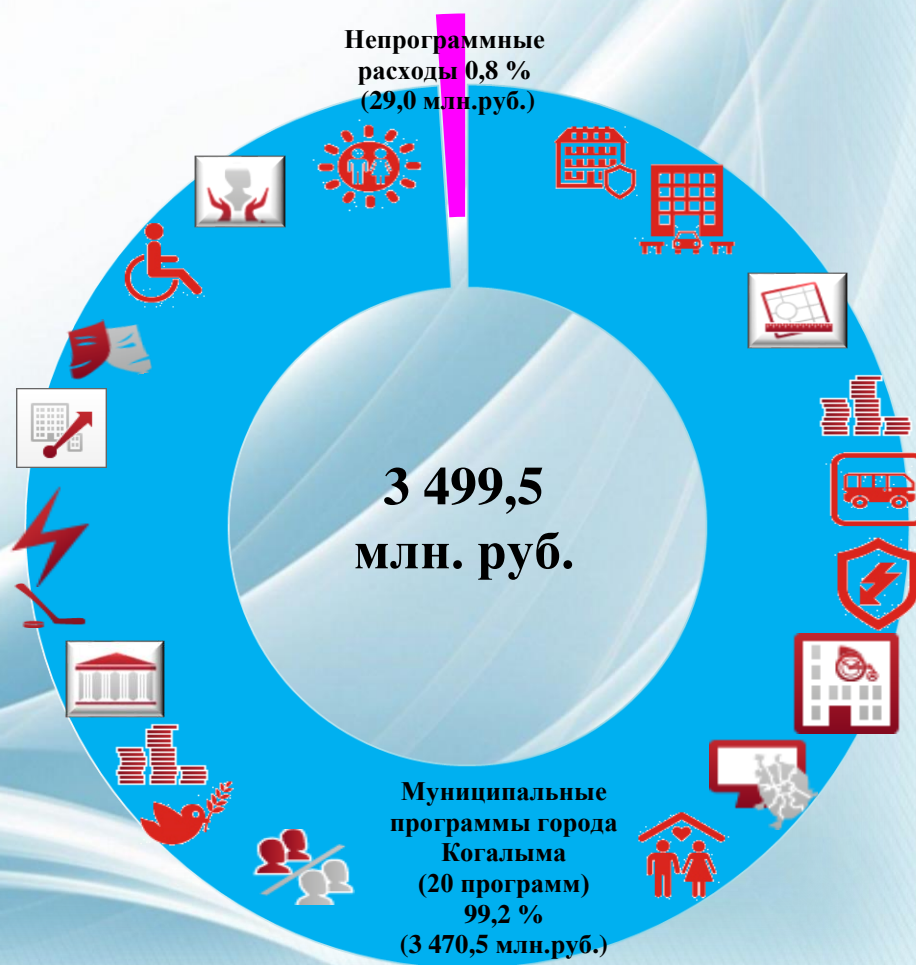 Непрограммные
расходы 0,8 %
(29,0 млн.руб.)
3 499,5
млн. руб.
Муниципальные
программы города
Когалыма
(20 программ)
99,2 %
(3 470,5 млн.руб.)